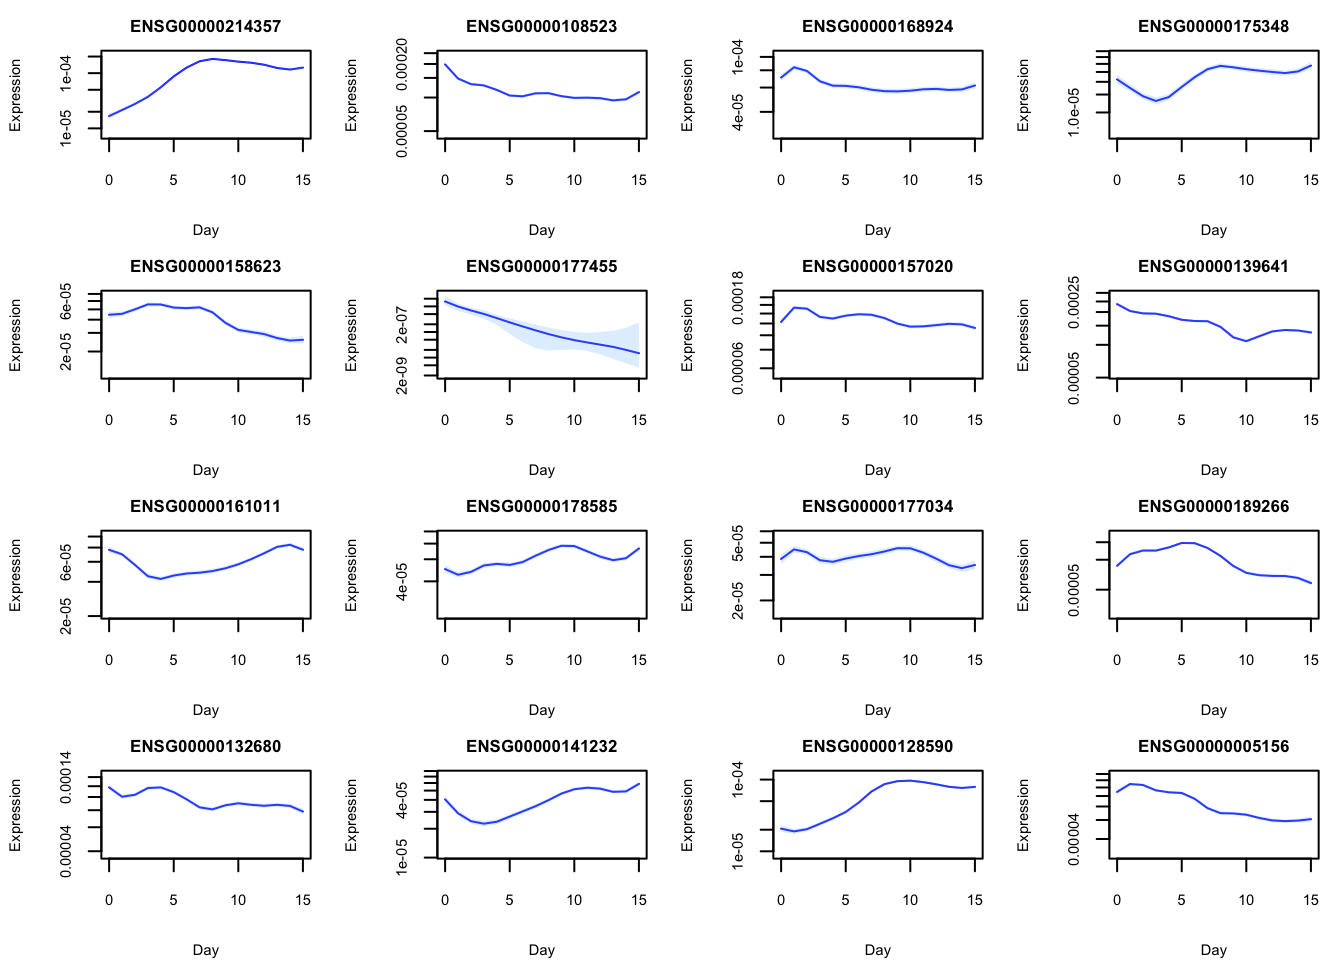 ENSG00000214357
Expression
1e-05 1e-04
0 5 10 15
Day
ENSG00000108523
Expression
0.00005 0.00020
0 5 10 15
Day
ENSG00000168924
Expression
4e-05 1e-04
0 5 10 15
Day
ENSG00000175348
Expression
1.0e-05
0 5 10 15
Day
ENSG00000158623
Expression
2e-05 6e-05
0 5 10 15
Day
ENSG00000177455
Expression
2e-09 2e-07
0 5 10 15
Day
ENSG00000157020
Expression
0.00006 0.00018
0 5 10 15
Day
ENSG00000139641
Expression
0.00005 0.00025
0 5 10 15
Day
ENSG00000161011
Expression
2e-05 6e-05
0 5 10 15
Day
ENSG00000178585
Expression
4e-05
0 5 10 15
Day
ENSG00000177034
Expression
2e-05 5e-05
0 5 10 15
Day
ENSG00000189266
Expression
0.00005
0 5 10 15
Day
ENSG00000132680
Expression
0.00004 0.00014
0 5 10 15
Day
ENSG00000141232
Expression
1e-05 4e-05
0 5 10 15
Day
ENSG00000128590
Expression
1e-05 1e-04
0 5 10 15
Day
ENSG00000005156
Expression
0.00004
0 5 10 15
Day